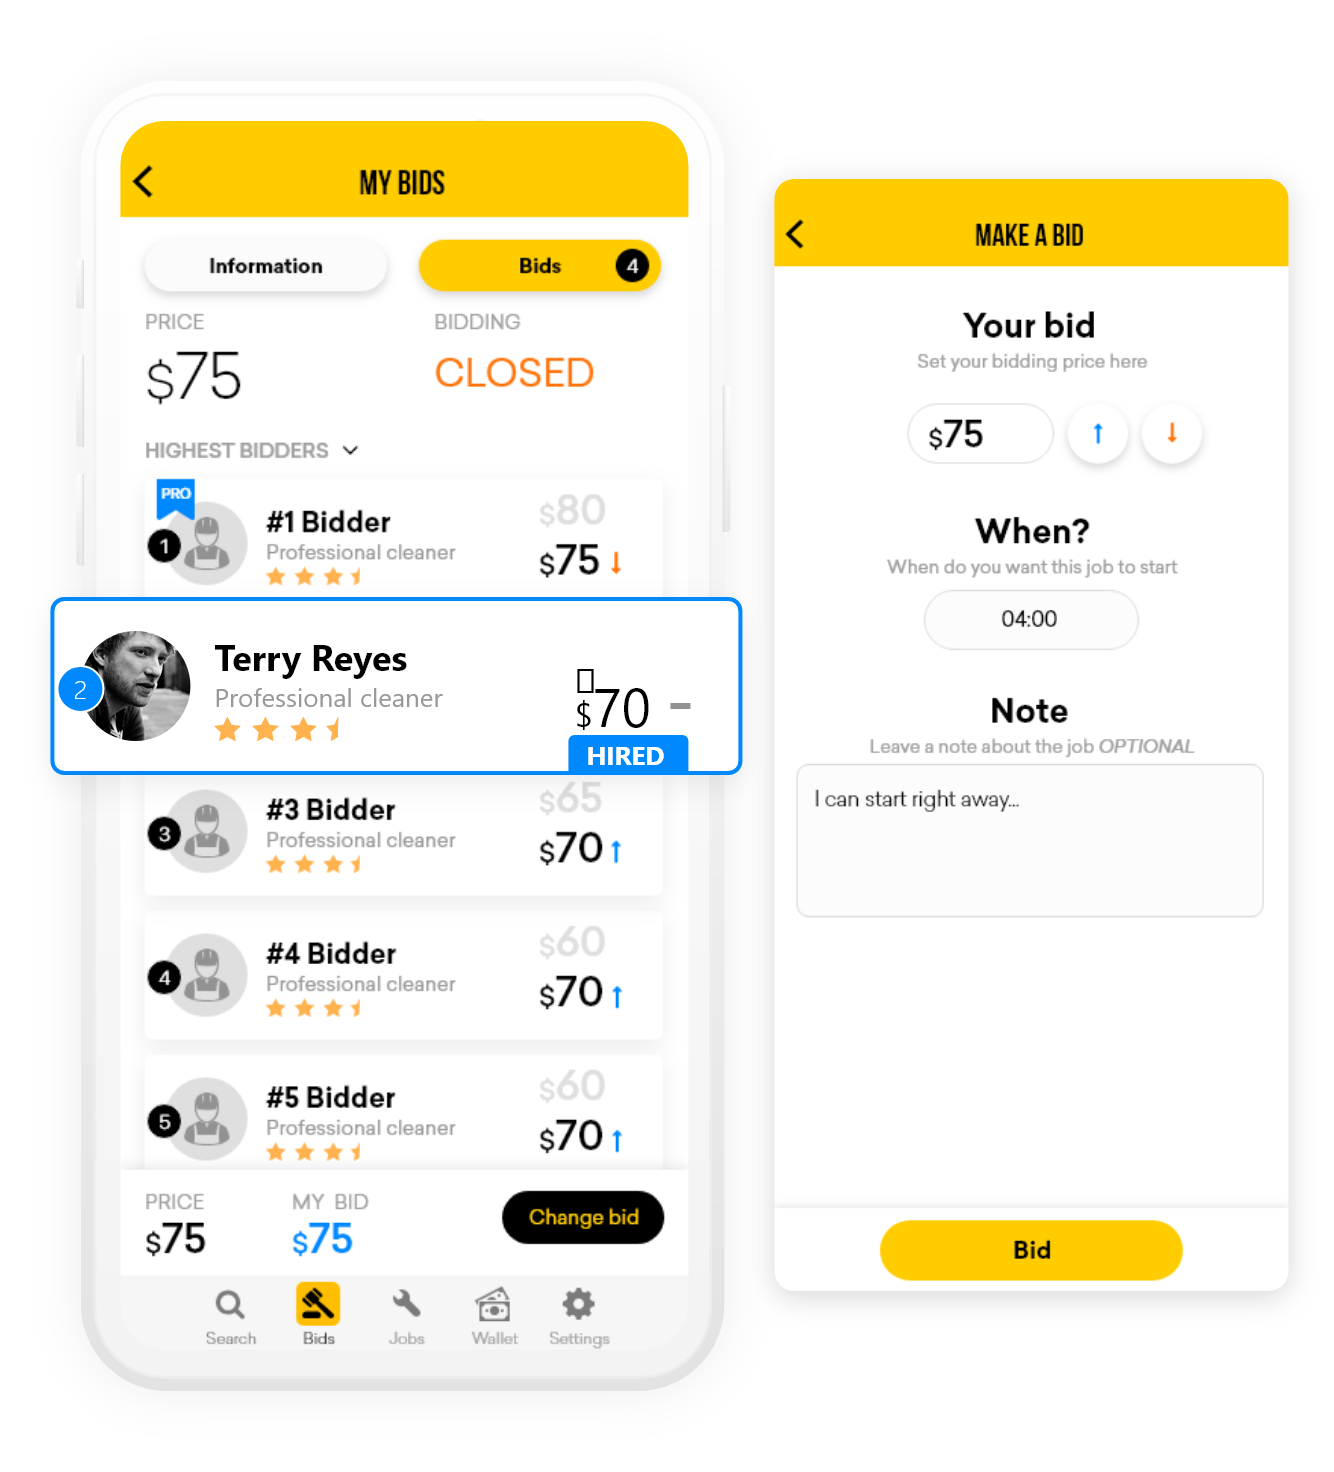 MY BIDS
Information
Bids 4
PRICE
BIDDING
$75
CLOSED
HIGHEST BIDDERS
PRO
1
#1 Bidder
Professional cleaner
$80
$75
2
Terry Reyes
Professional cleaner
$70
HIRED
3
#3 Bidder
Professional cleaner
$65
$70
4
#4 Bidder
Professional cleaner
$60
$70
5
#5 Bidder
Professional cleaner
$60
$70
PRICE
MY BID
$75
$75
Change bid
Search
Bids
Jobs
Wallet
Settings
MAKE A BID
Your bid
Set your bidding price here
$75
When?
When do you want this job to start
04:00
Note
Leave a note about the job OPTIONAL
I can start right away...
Bid